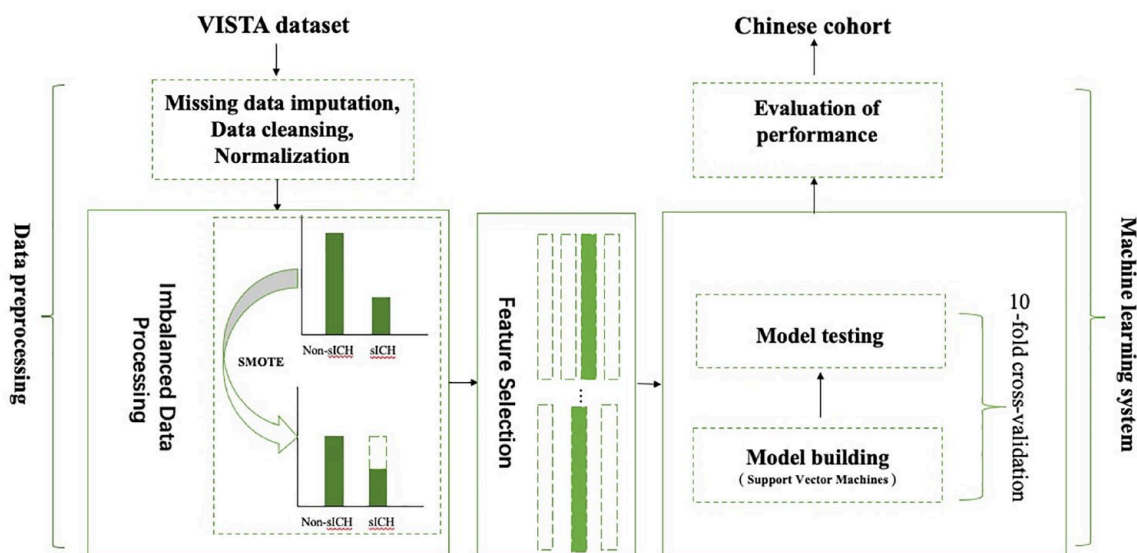 VISTA dataset
Chinese cohort
Missing data imputation,
Data cleansing,
Normalization
Evaluation of
performance
Data preprocessing
Imbalanced Data
Processing
SMOTE
Non-sICH
sICH
Non-sICH
sICH
Feature Selection
Model testing
Model building
( Support Vector Machines )
10
-fold cross-validation
Machine learning system